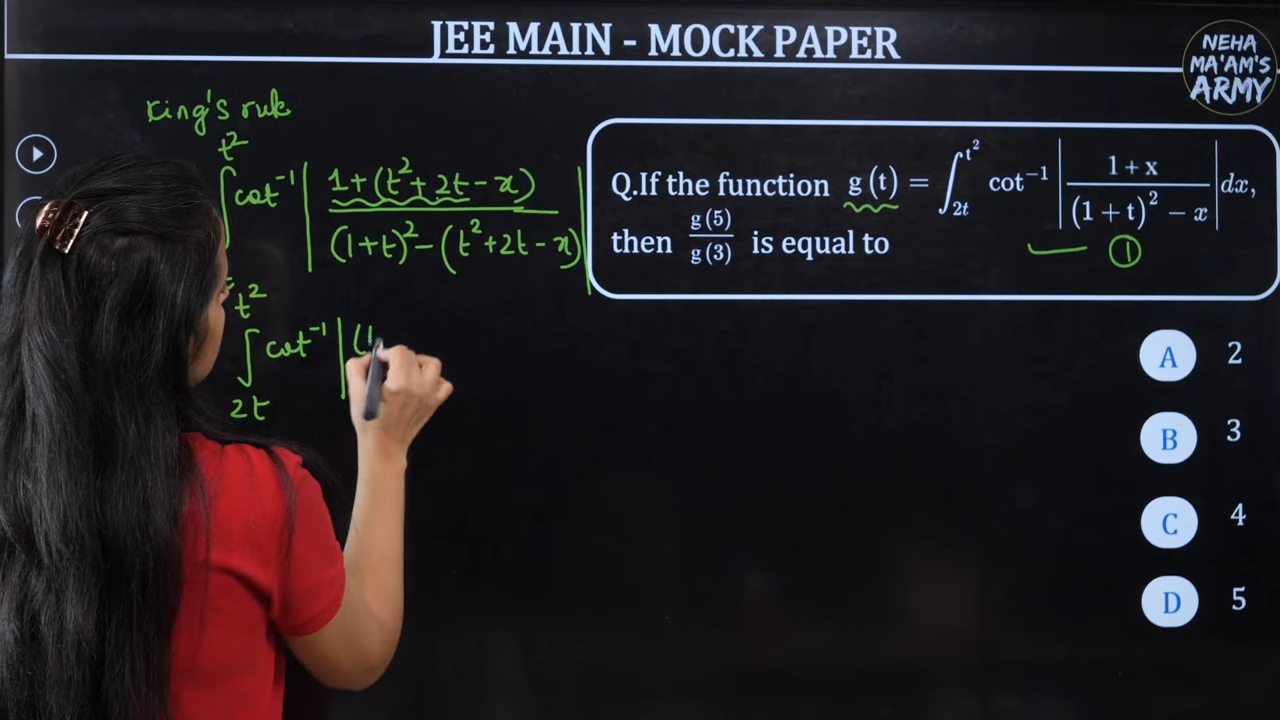 JEE MAIN - MOCK PAPER
NEHA
MA'AM'S
ARMY
King's rule
t²
∫ cot⁻¹ | 1+(t²+2t-x) / (1+t)²-(t²+2t-x) |
t²
∫ cot⁻¹ | (1
2t
Q.If the function g(t) = ∫_{2t}^{t²} cot⁻¹ | (1 + x) / ((1 + t)² − x) | dx,
then g(5)/g(3) is equal to
①
A 2
B 3
C 4
D 5